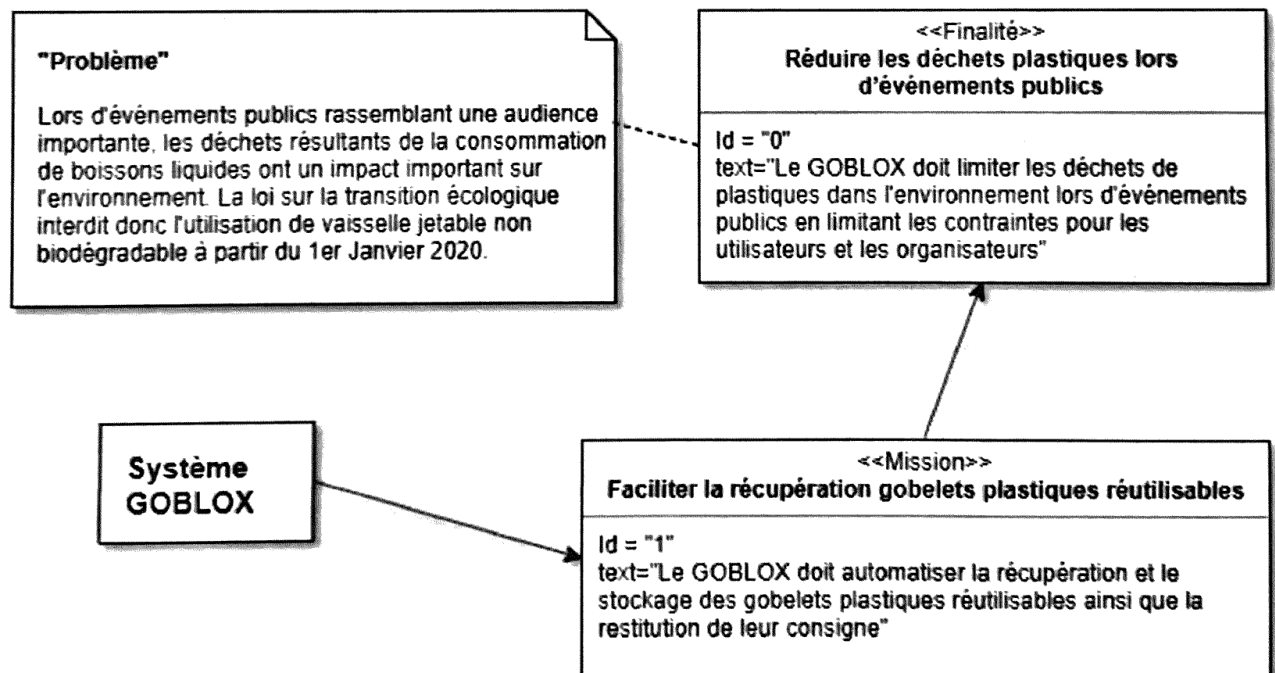 "Problème"
Lors d'événements publics rassemblant une audience
importante, les déchets résultants de la consommation
de boissons liquides ont un impact important sur
l'environnement. La loi sur la transition écologique
interdit donc l'utilisation de vaisselle jetable non
biodégradable à partir du 1er Janvier 2020.
<<Finalité>>
Réduire les déchets plastiques lors
d'événements publics
Id = "0"
text="Le GOBLOX doit limiter les déchets de
plastiques dans l'environnement lors d'événements
publics en limitant les contraintes pour les
utilisateurs et les organisateurs"
Système
GOBLOX
<<Mission>>
Faciliter la récupération gobelets plastiques réutilisables
Id = "1"
text="Le GOBLOX doit automatiser la récupération et le
stockage des gobelets plastiques réutilisables ainsi que la
restitution de leur consigne"